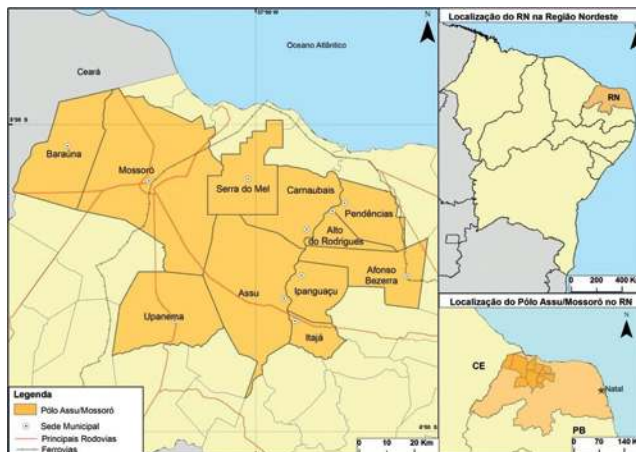 37°00'W
N
Oceano Atlântico
Ceará
Baraúna
Mossoró
Serra do Mel
Carnaubais
Pendências
Alto
do Rodrigues
Afonso
Bezerra
Ipanguaçu
Assu
Upanema
Itajá
Legenda
Pólo Assu/Mossoró
Sede Municipal
Principais Rodovias
Ferrovias
0 10 20 Km
Localização do RN na Região Nordeste
N
RN
0 200 400 Km
Localização do Pólo Assu/Mossoró no RN
N
CE
Natal
PB
0 70 140 Km